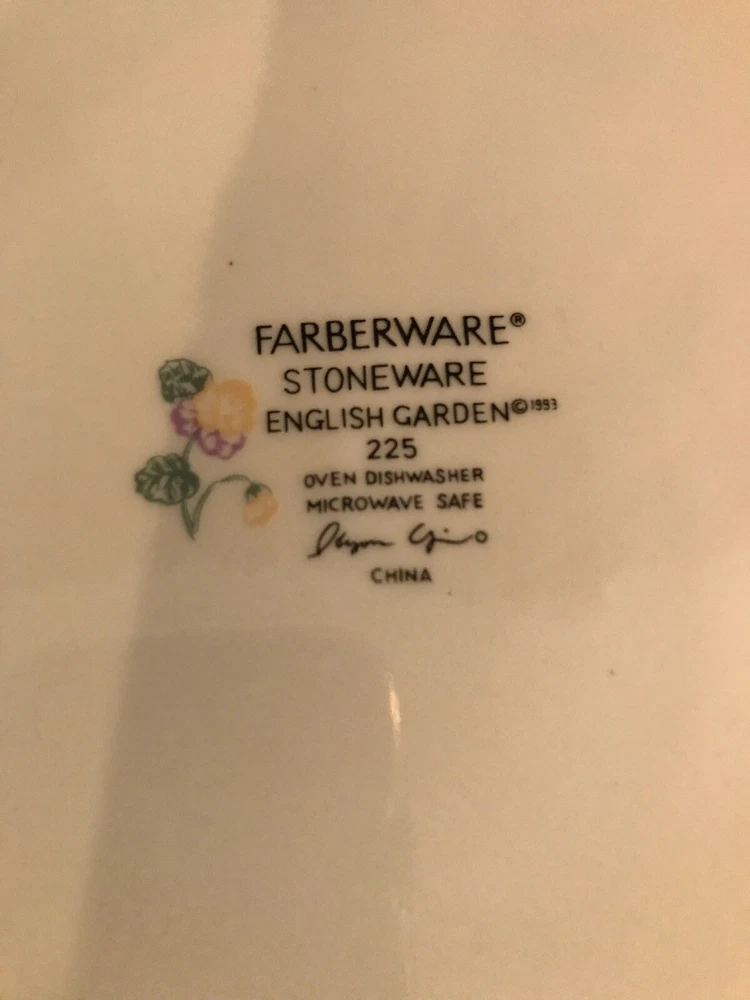 FARBERWARE®
STONEWARE
ENGLISH GARDEN©1993
225
OVEN DISHWASHER
MICROWAVE SAFE
CHINA